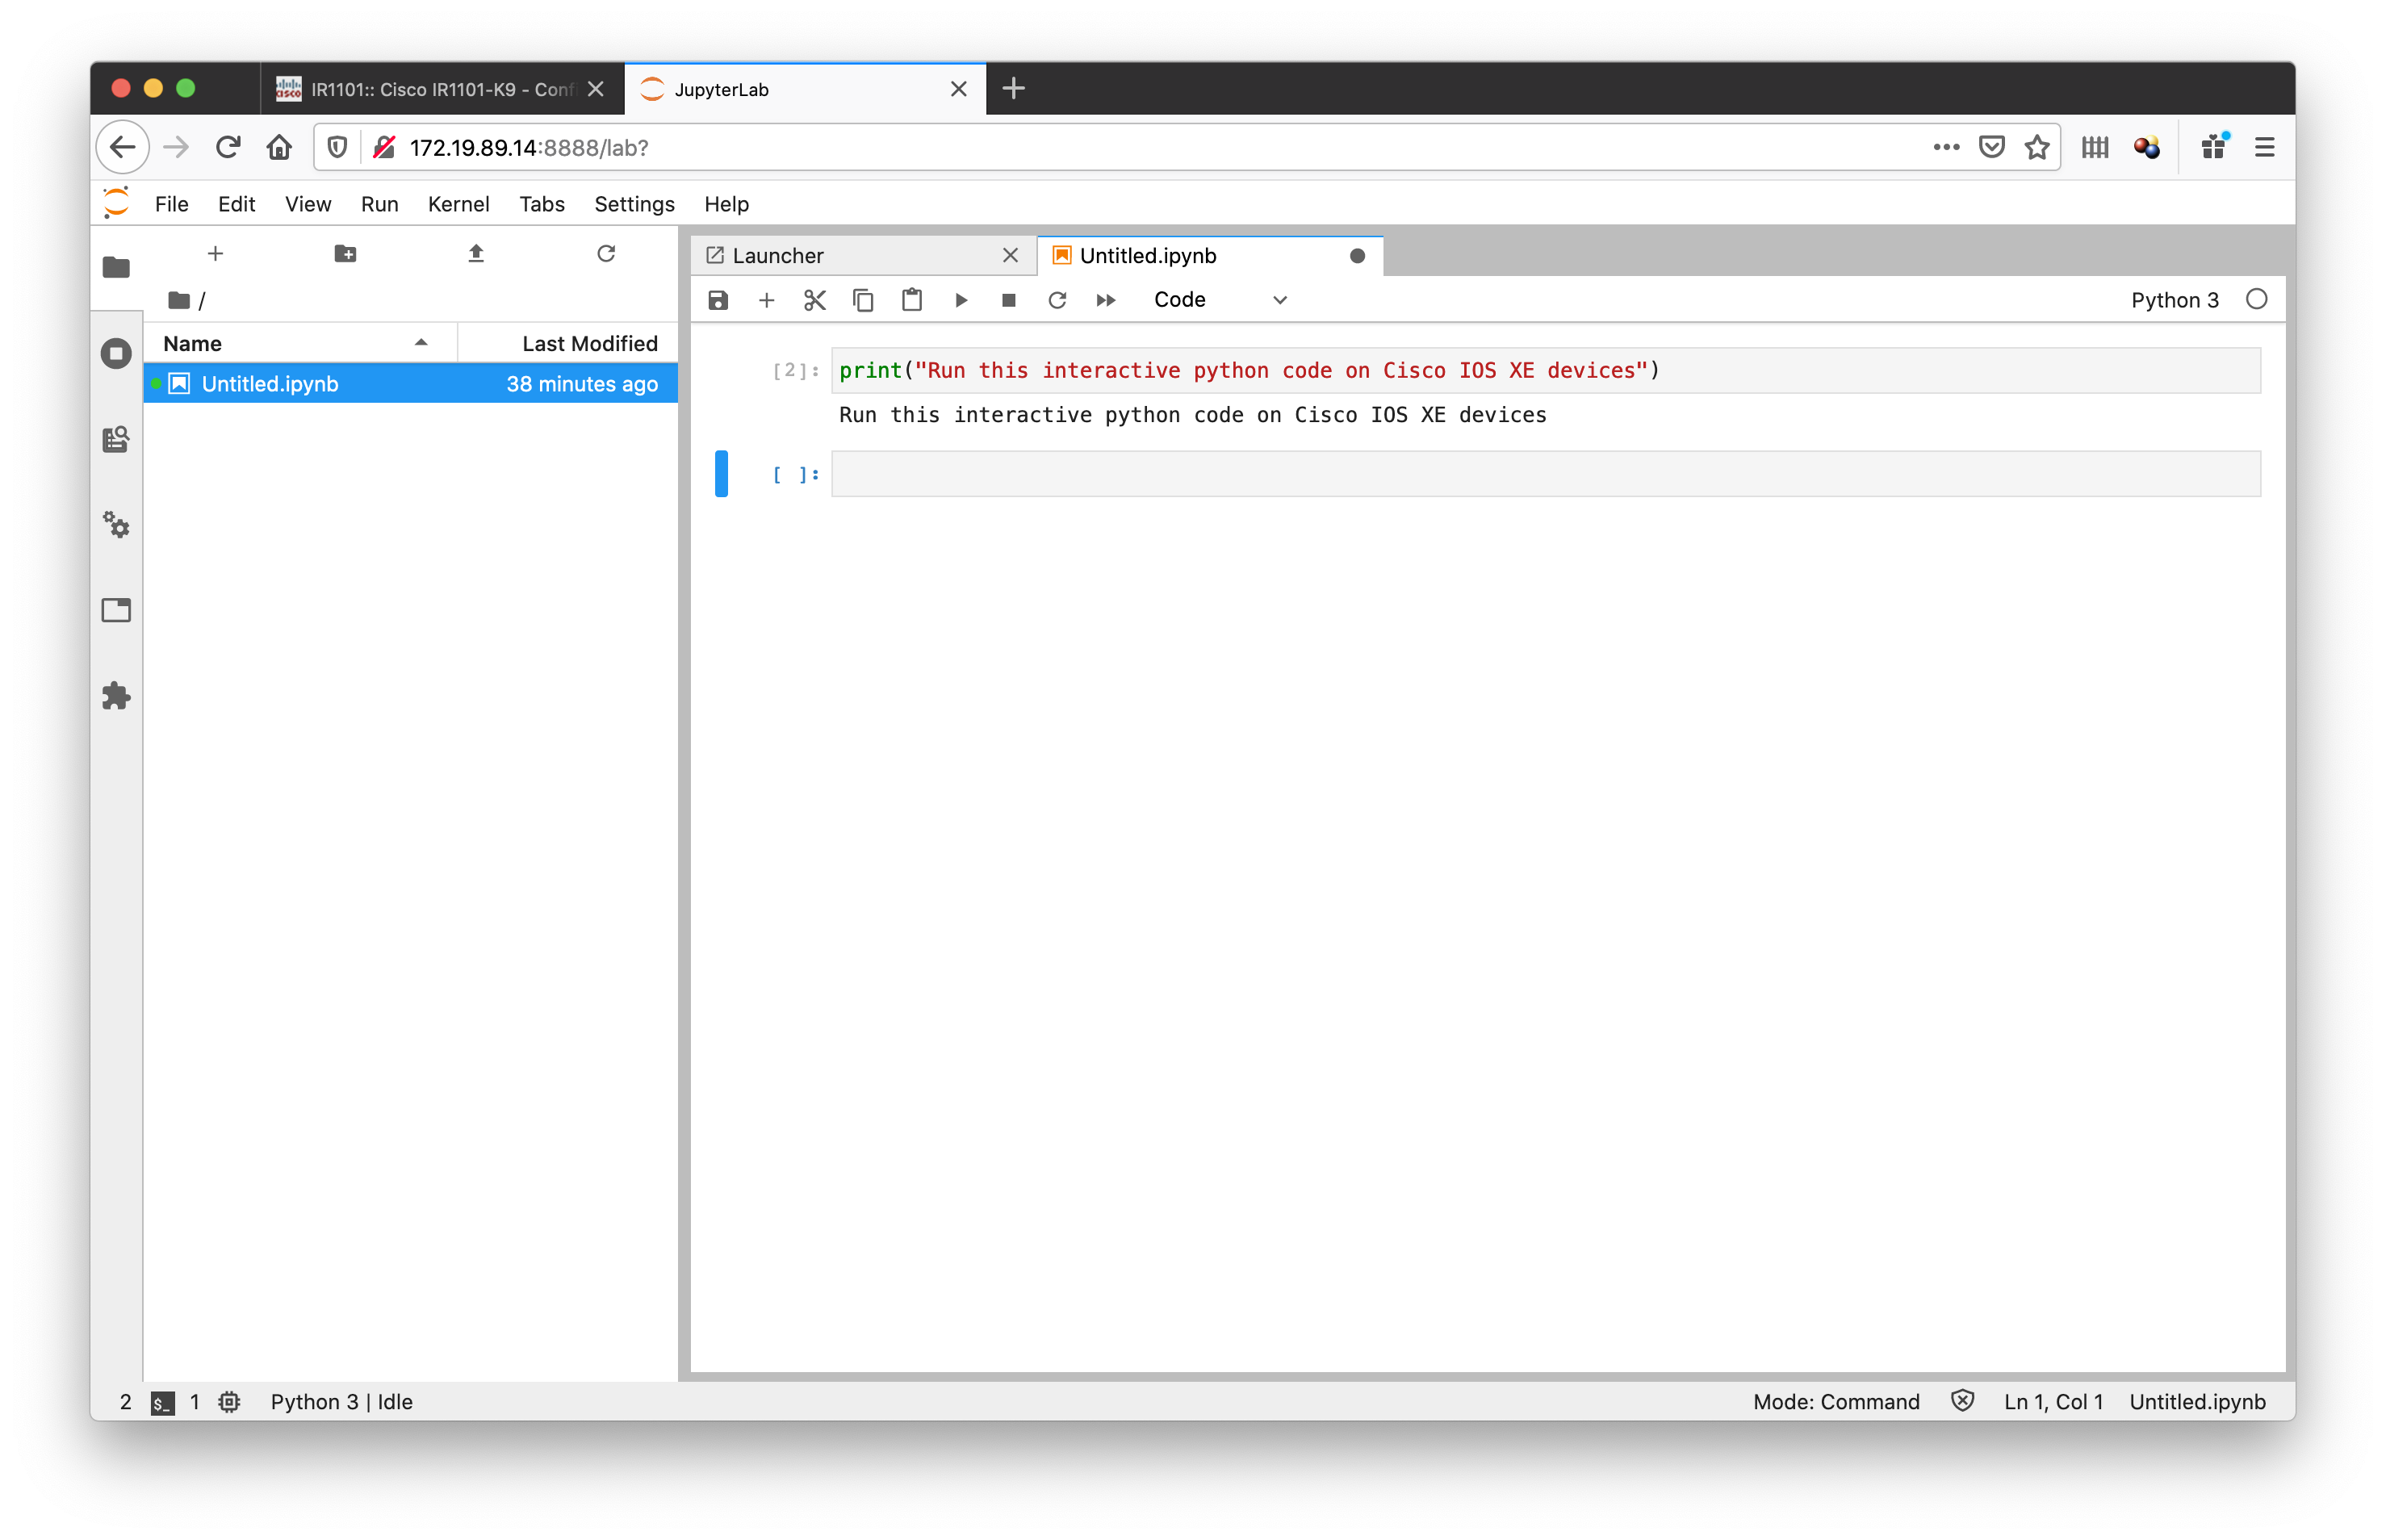 IR1101:: Cisco IR1101-K9 - Conf
JupyterLab
172.19.89.14:8888/lab?
File Edit View Run Kernel Tabs Settings Help
Launcher
Untitled.ipynb
/
Code
Python 3
Name Last Modified
Untitled.ipynb 38 minutes ago
[2]: print("Run this interactive python code on Cisco IOS XE devices")
Run this interactive python code on Cisco IOS XE devices
[ ]:
2 $_ 1 Python 3 | Idle
Mode: Command Ln 1, Col 1 Untitled.ipynb